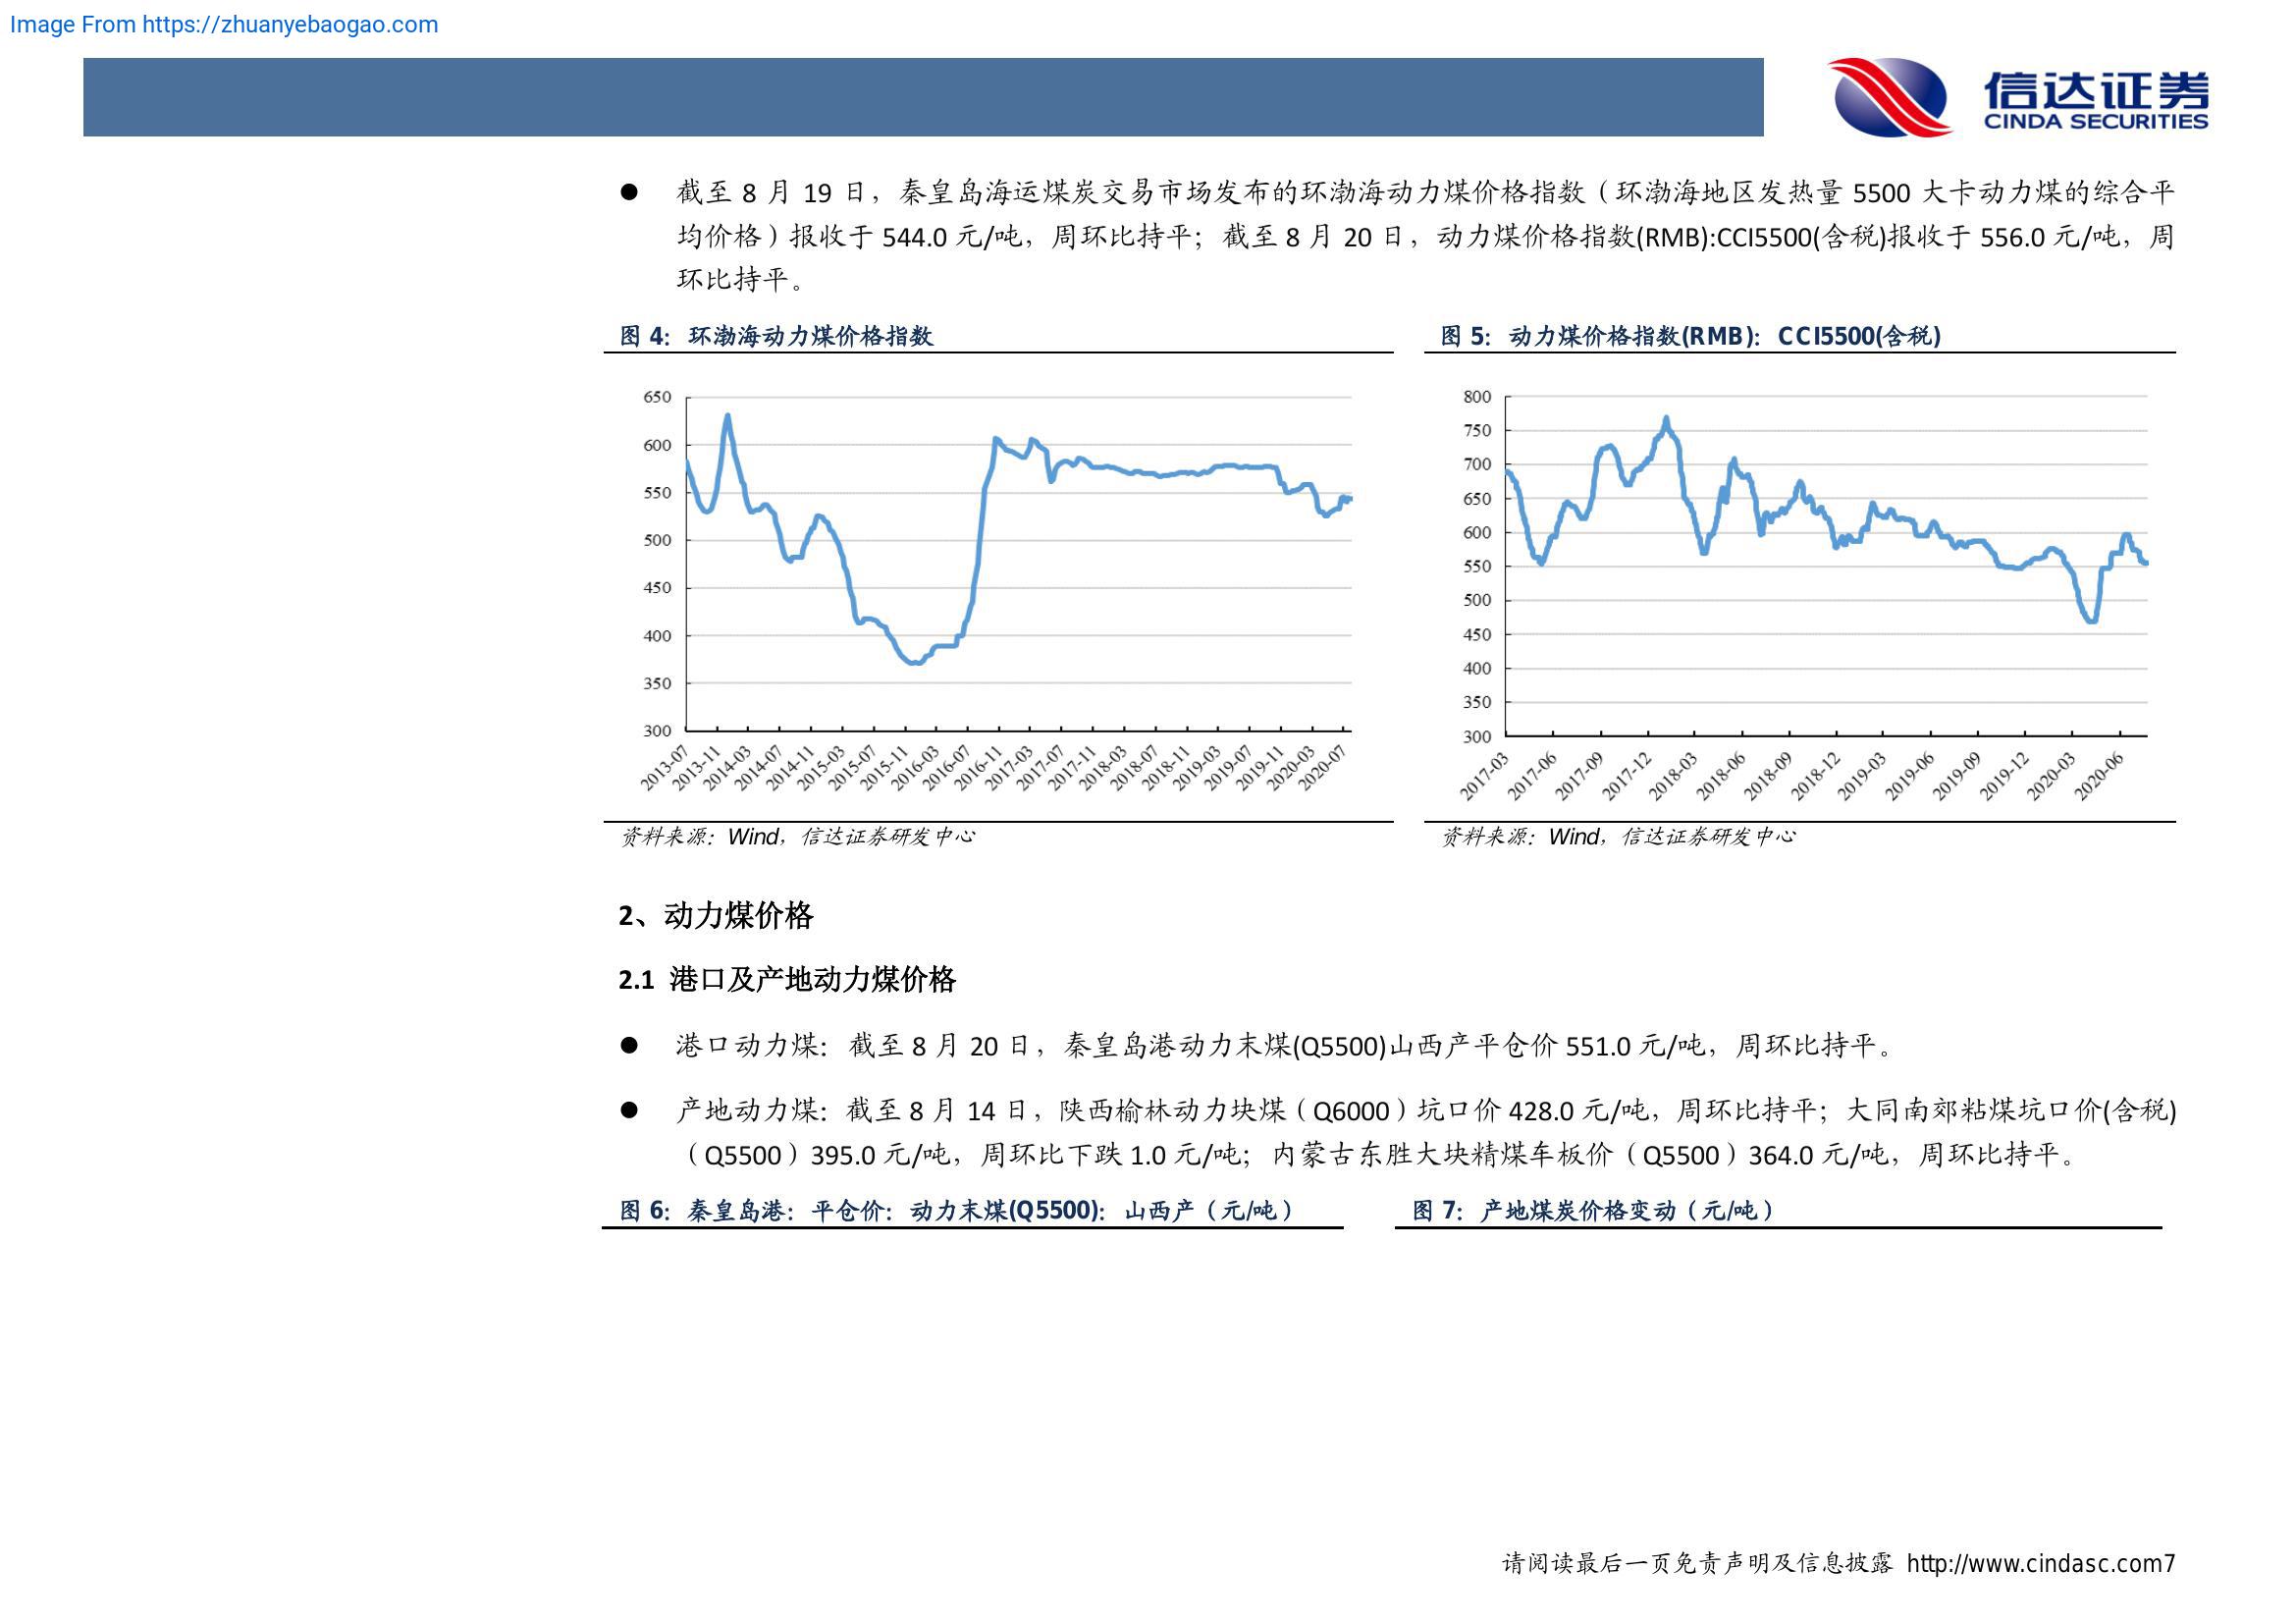 Image From https://zhuanyebaogao.com
信达证券
CINDA SECURITIES
● 截至 8 月 19 日，秦皇岛海运煤炭交易市场发布的环渤海动力煤价格指数（环渤海地区发热量 5500 大卡动力煤的综合平
均价格）报收于 544.0 元/吨，周环比持平；截至 8 月 20 日，动力煤价格指数(RMB):CCI5500(含税)报收于 556.0 元/吨，周
环比持平。
图 4：环渤海动力煤价格指数
650
600
550
500
450
400
350
300
2013-07 2013-11 2014-03 2014-07 2014-11 2015-03 2015-07 2015-11 2016-03 2016-07 2016-11 2017-03 2017-07 2017-11 2018-03 2018-07 2018-11 2019-03 2019-07 2019-11 2020-03 2020-07
资料来源：Wind，信达证券研发中心
图 5：动力煤价格指数(RMB)：CCI5500(含税)
800
750
700
650
600
550
500
450
400
350
300
2017-03 2017-06 2017-09 2017-12 2018-03 2018-06 2018-09 2018-12 2019-03 2019-06 2019-09 2019-12 2020-03 2020-06
资料来源：Wind，信达证券研发中心
2、动力煤价格
2.1 港口及产地动力煤价格
● 港口动力煤：截至 8 月 20 日，秦皇岛港动力末煤(Q5500)山西产平仓价 551.0 元/吨，周环比持平。
● 产地动力煤：截至 8 月 14 日，陕西榆林动力块煤（Q6000）坑口价 428.0 元/吨，周环比持平；大同南郊粘煤坑口价(含税)
（Q5500）395.0 元/吨，周环比下跌 1.0 元/吨；内蒙古东胜大块精煤车板价（Q5500）364.0 元/吨，周环比持平。
图 6：秦皇岛港：平仓价：动力末煤(Q5500)：山西产（元/吨）
图 7：产地煤炭价格变动（元/吨）
请阅读最后一页免责声明及信息披露 http://www.cindasc.com7